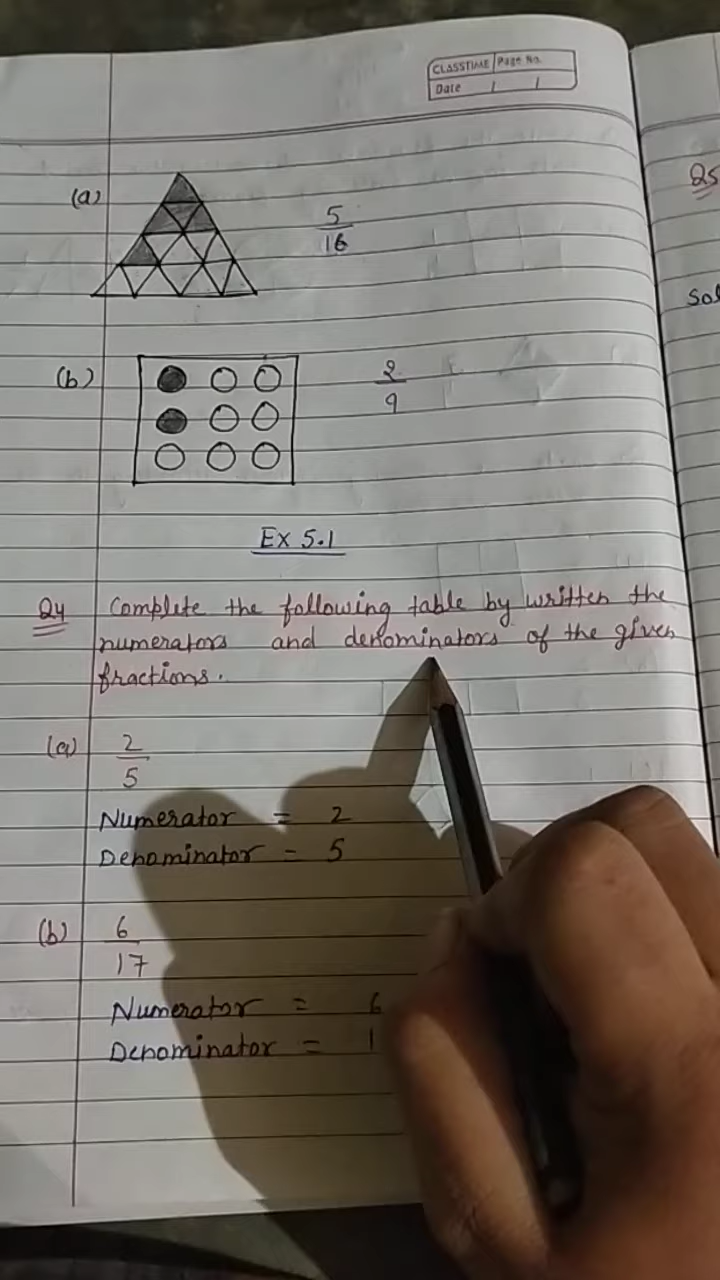 CLASSTIME Page No.
Date / /
(a) 5/16
(b) 2/9
Ex 5.1
Q4 Complete the following table by written the
numerators and denominators of the given
fractions.
(a) 2/5
Numerator = 2
Denominator = 5
(b) 6/17
Numerator = 6
Denominator = 1
Q5
Sol